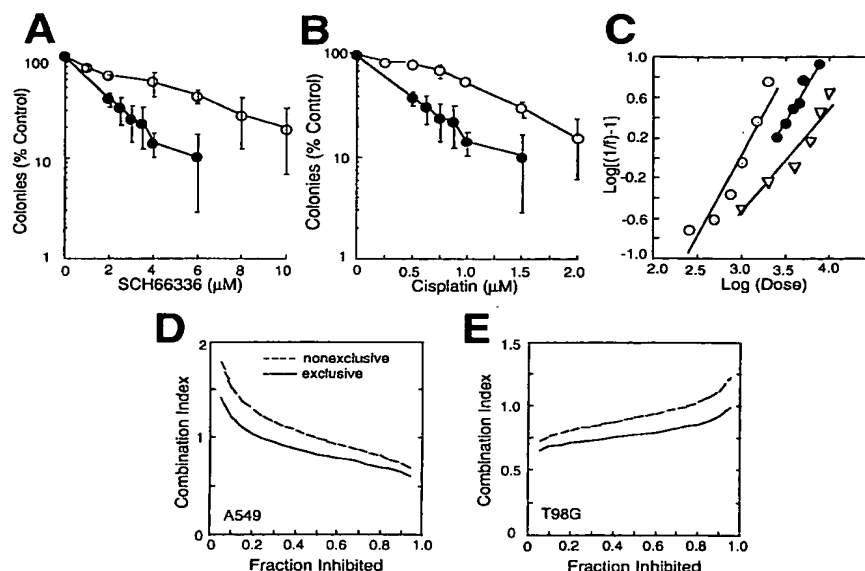 A
Colonies (% Control)
100
10
1
0 2 4 6 8 10
SCH66336 (μM)
B
Colonies (% Control)
100
10
1
0 0.5 1.0 1.5 2.0
Cisplatin (μM)
C
Log[(1/f)-1]
1.0
0.6
0.2
-0.2
-0.6
-1.0
2.0 2.5 3.0 3.5 4.0
Log (Dose)
D
Combination Index
2
1
0
nonexclusive
exclusive
A549
0 0.2 0.4 0.6 0.8 1.0
Fraction Inhibited
E
Combination Index
1.5
1.0
0.5
0
T98G
0 0.2 0.4 0.6 0.8 1.0
Fraction Inhibited